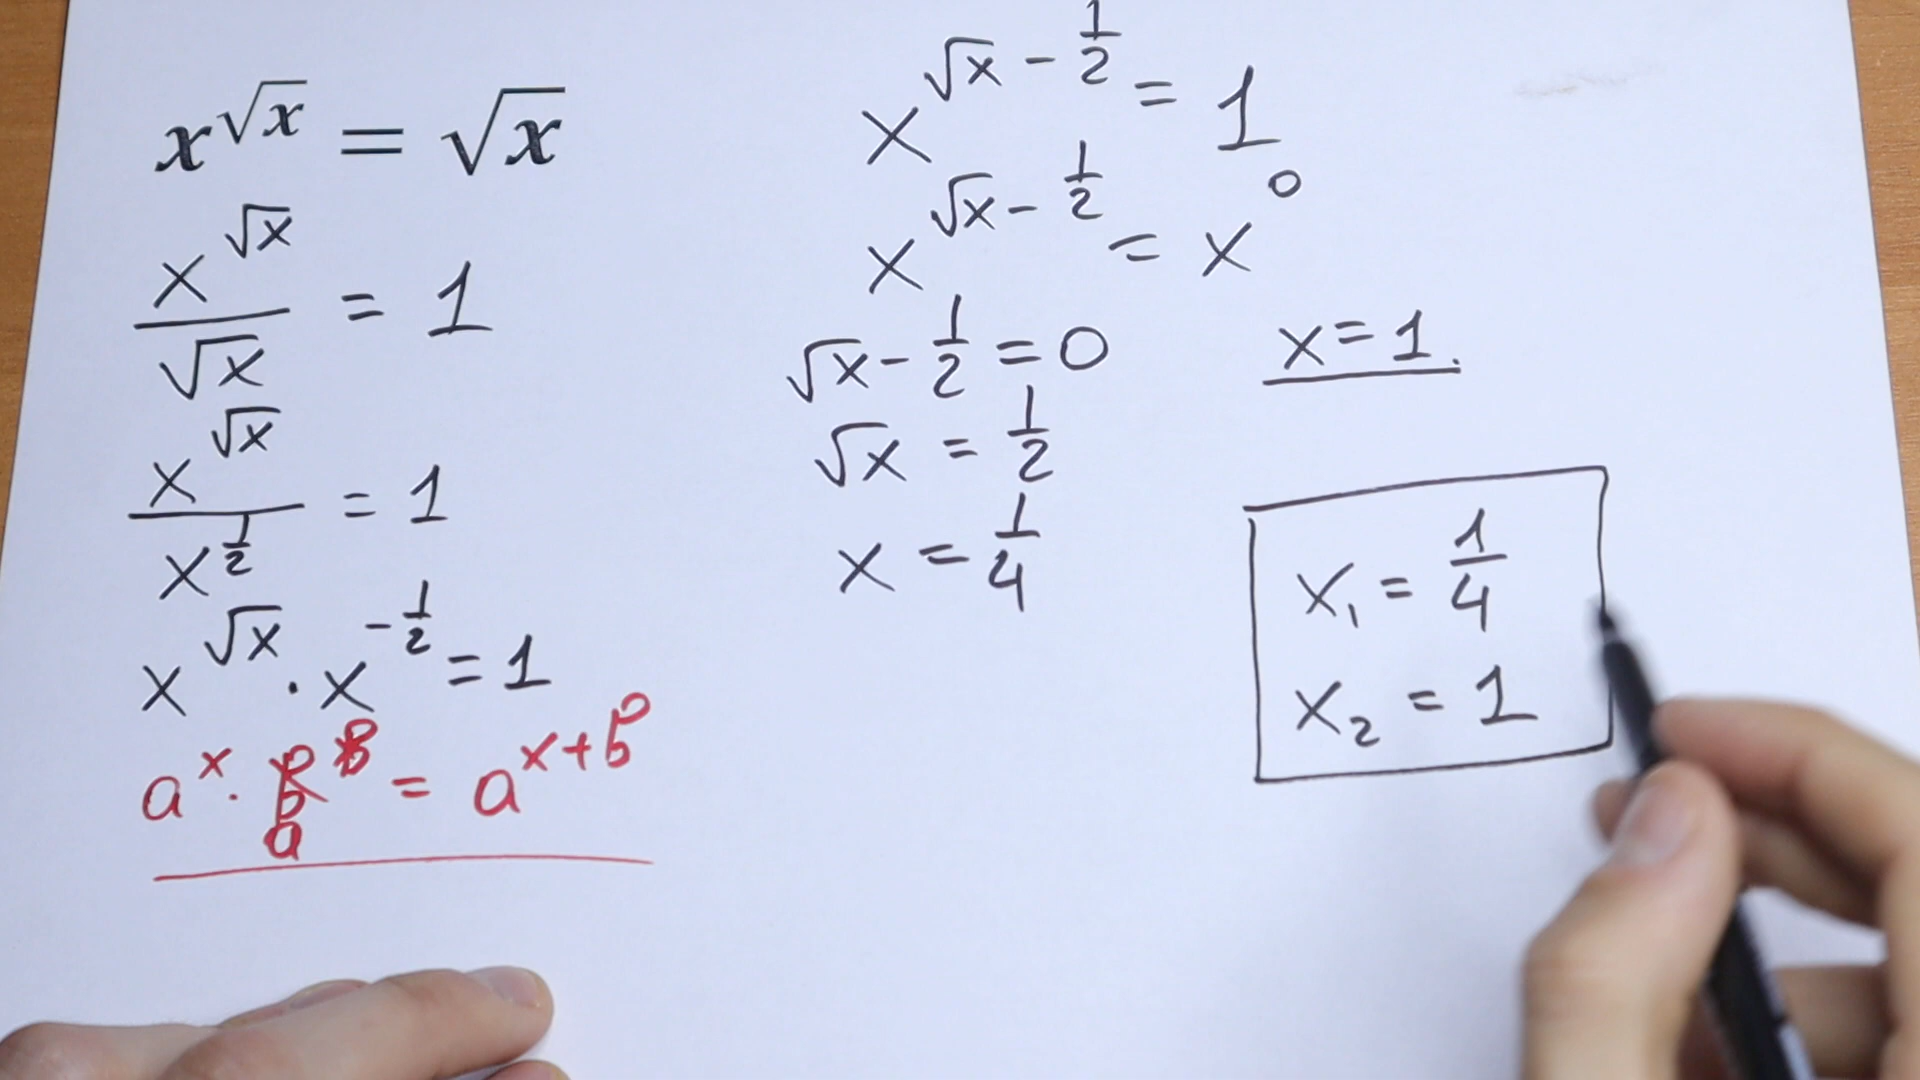 x^√x = √x
x^√x / √x = 1
x^√x / x^(1/2) = 1
x^√x · x^(-1/2) = 1
a^x · a^b = a^(x+b)
x^(√x - 1/2) = 1
x^(√x - 1/2) = x^0
√x - 1/2 = 0
√x = 1/2
x = 1/4
x = 1.
x₁ = 1/4
x₂ = 1